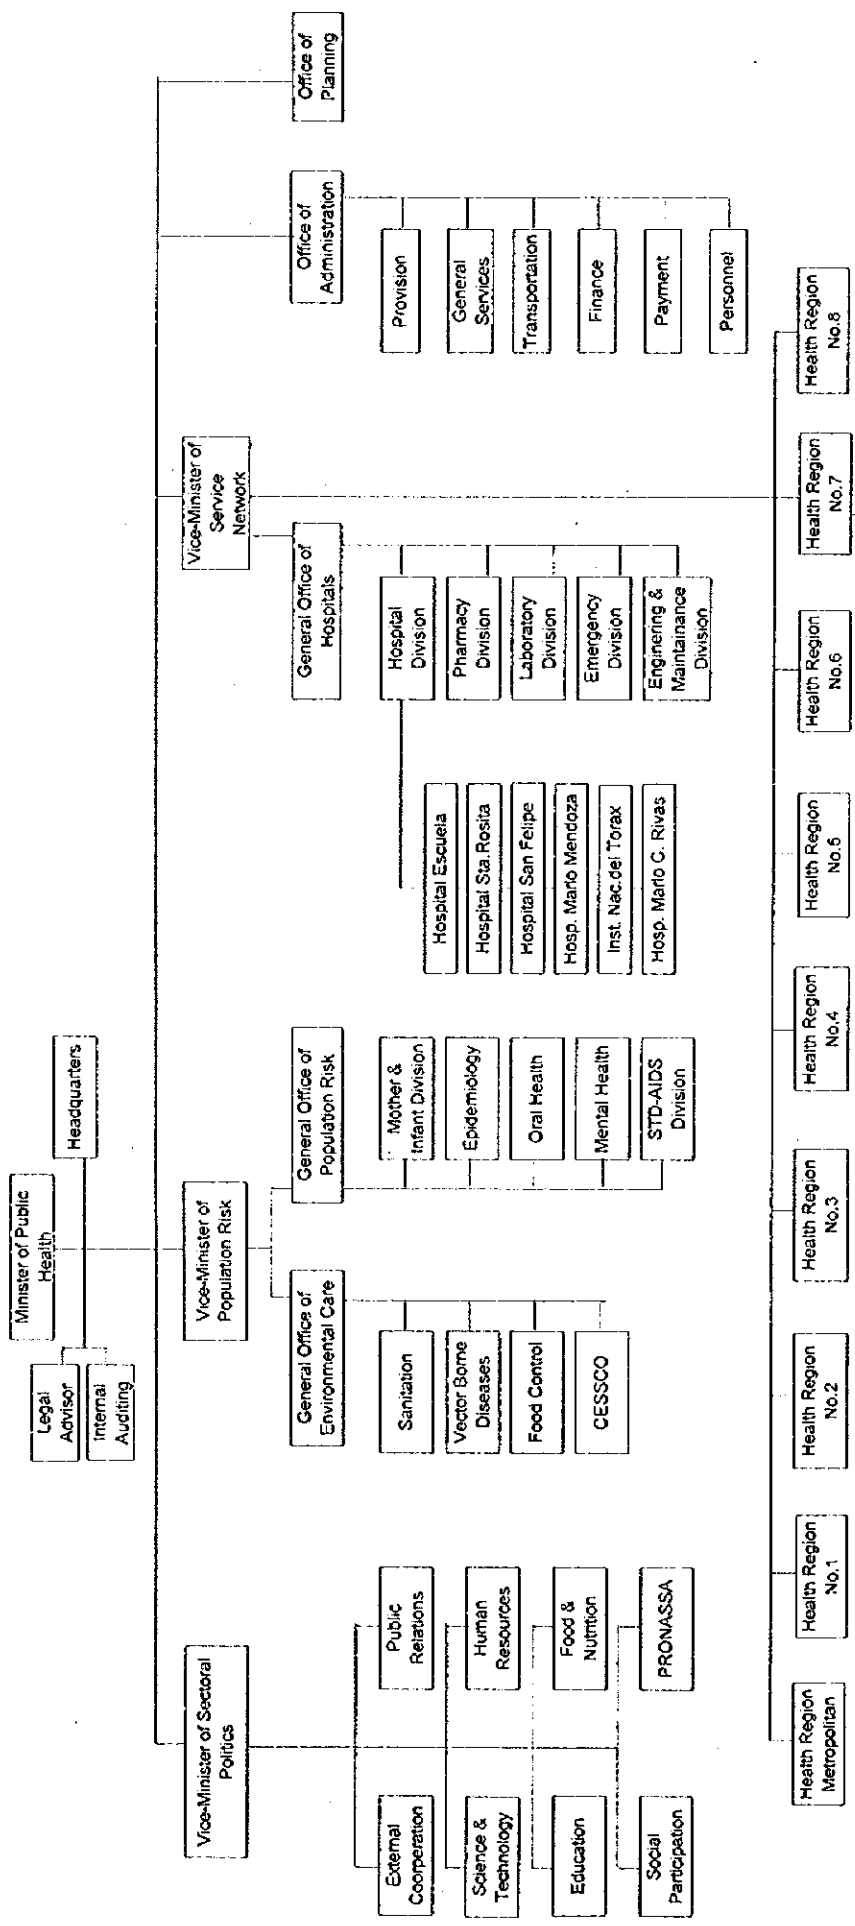 Minister of Public
Health
Headquarters
Legal
Advisor
Internal
Auditing
Vice-Minister of Sectoral
Politics
Vice-Minister of
Population Risk
Vice-Minister of
Service
Network
General Office of
Environmental Care
General Office of
Population Risk
General Office of
Hospitals
Office of
Administration
Office of
Planning
External
Coorperation
Public
Relations
Science &
Technology
Human
Resources
Education
Food &
Nutrition
Social
Participation
PRONASSA
Sanitation
Vector Borne
Diseases
Food Control
CESSCO
Mother &
Infant Division
Epidemiology
Oral Health
Mental Health
STD-AIDS
Division
Hospital Escuela
Hospital Sta.Rosita
Hospital San Felipe
Hosp. Mario Mendoza
Inst. Nac.del Torax
Hosp. Mario C. Rivas
Hospital
Division
Pharmacy
Division
Laboratory
Division
Emergency
Division
Enginering &
Maintainance
Division
Provision
General
Services
Transportation
Finance
Payment
Personnel
Health Region
Metropolitan
Health Region
No.1
Health Region
No.2
Health Region
No.3
Health Region
No.4
Health Region
No.5
Health Region
No.6
Health Region
No.7
Health Region
No.8